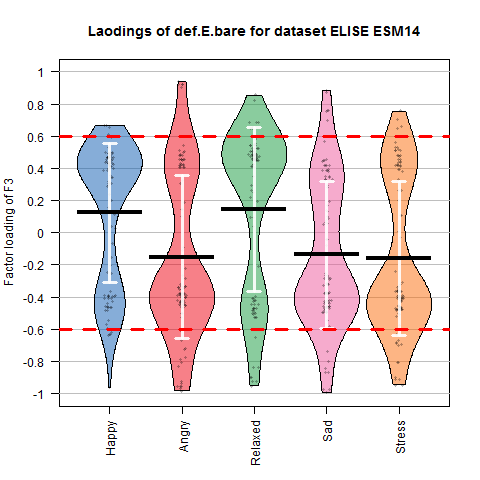 Laodings of def.E.bare for dataset ELISE ESM14
Factor loading of F3
1
0.8
0.6
0.4
0.2
0
-0.2
-0.4
-0.6
-0.8
-1
Happy
Angry
Relaxed
Sad
Stress